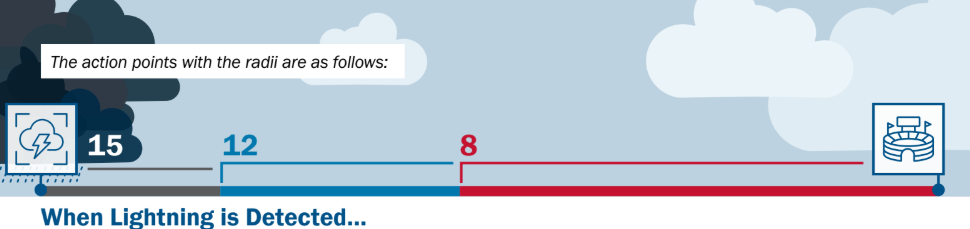 The action points with the radii are as follows:
15 12 8
When Lightning is Detected...